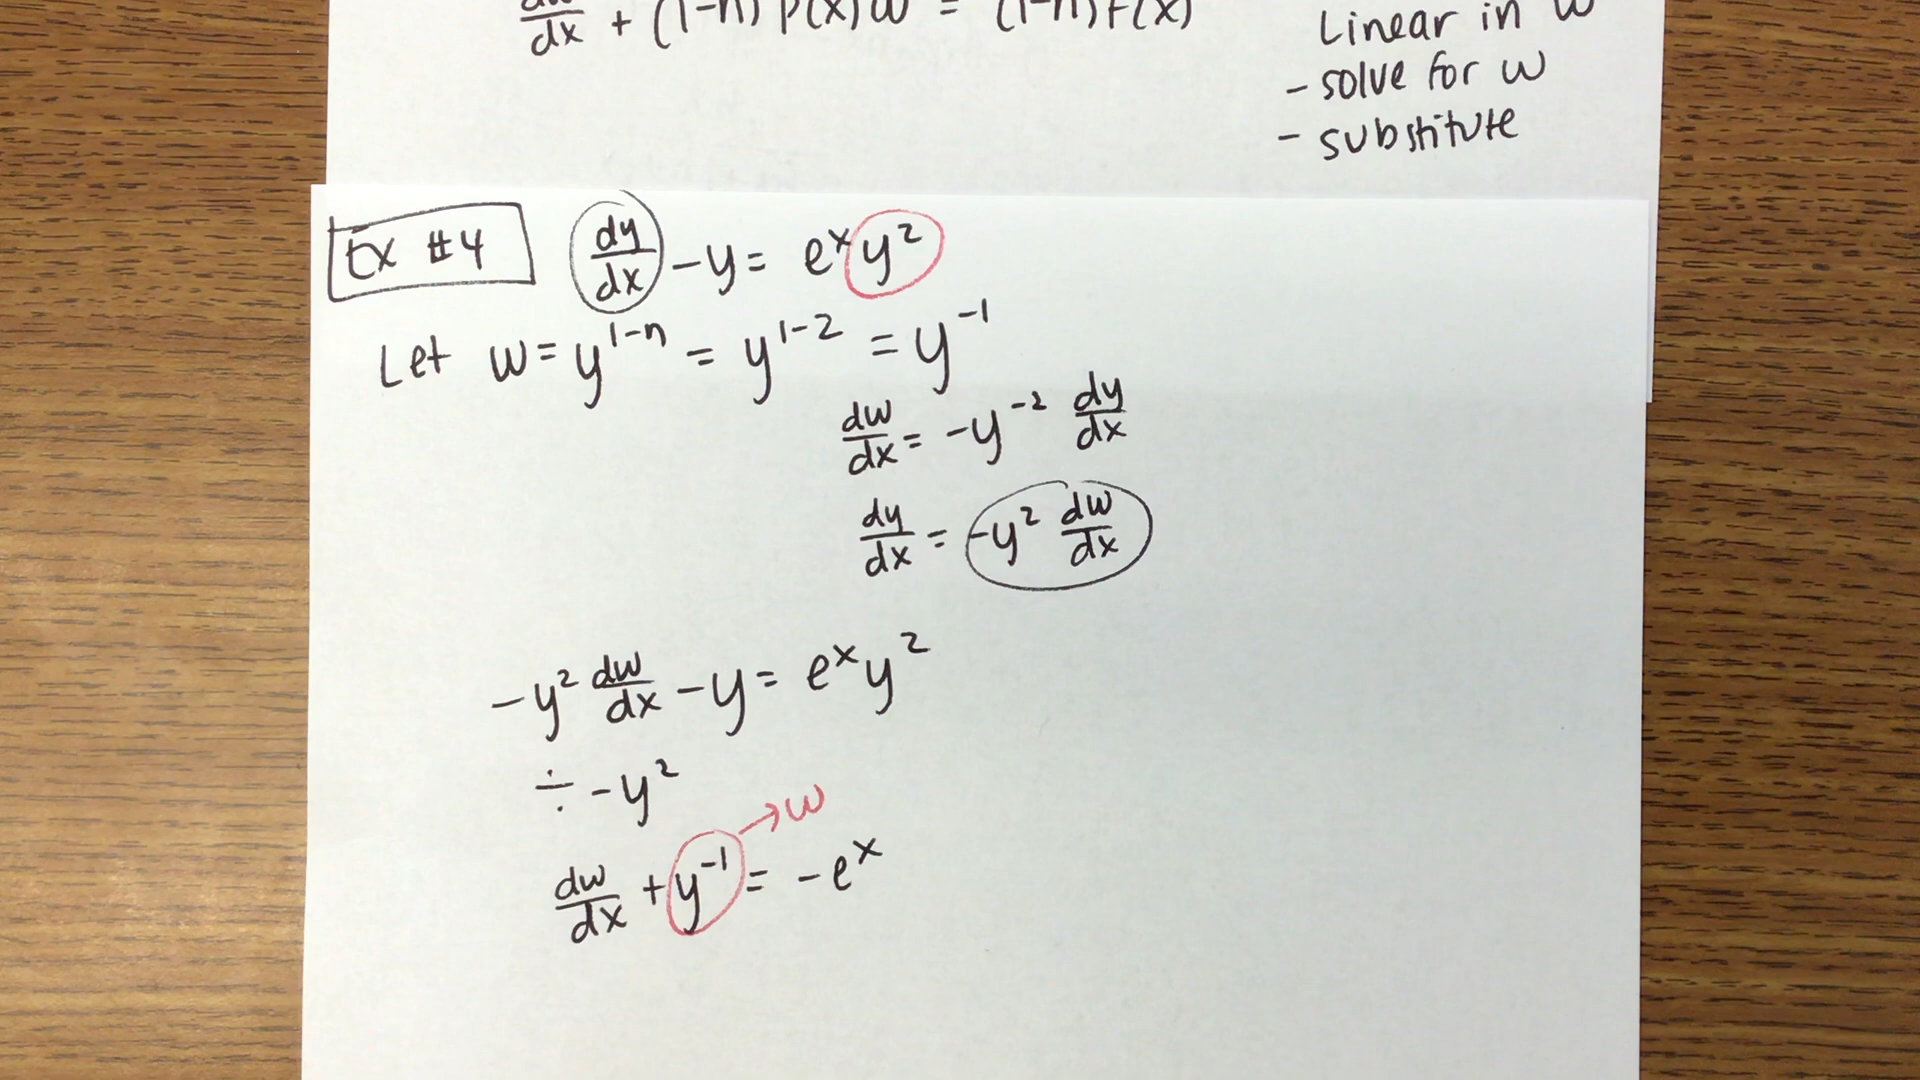 dw/dx + (1-n) P(x) w = (1-n) f(x)
Linear in w
- solve for w
- substitute
Ex #4 dy/dx - y = e^x y^2
Let w = y^(1-n) = y^(1-2) = y^-1
dw/dx = -y^-2 dy/dx
dy/dx = -y^2 dw/dx
-y^2 dw/dx - y = e^x y^2
÷ -y^2
→ w
dw/dx + y^-1 = -e^x